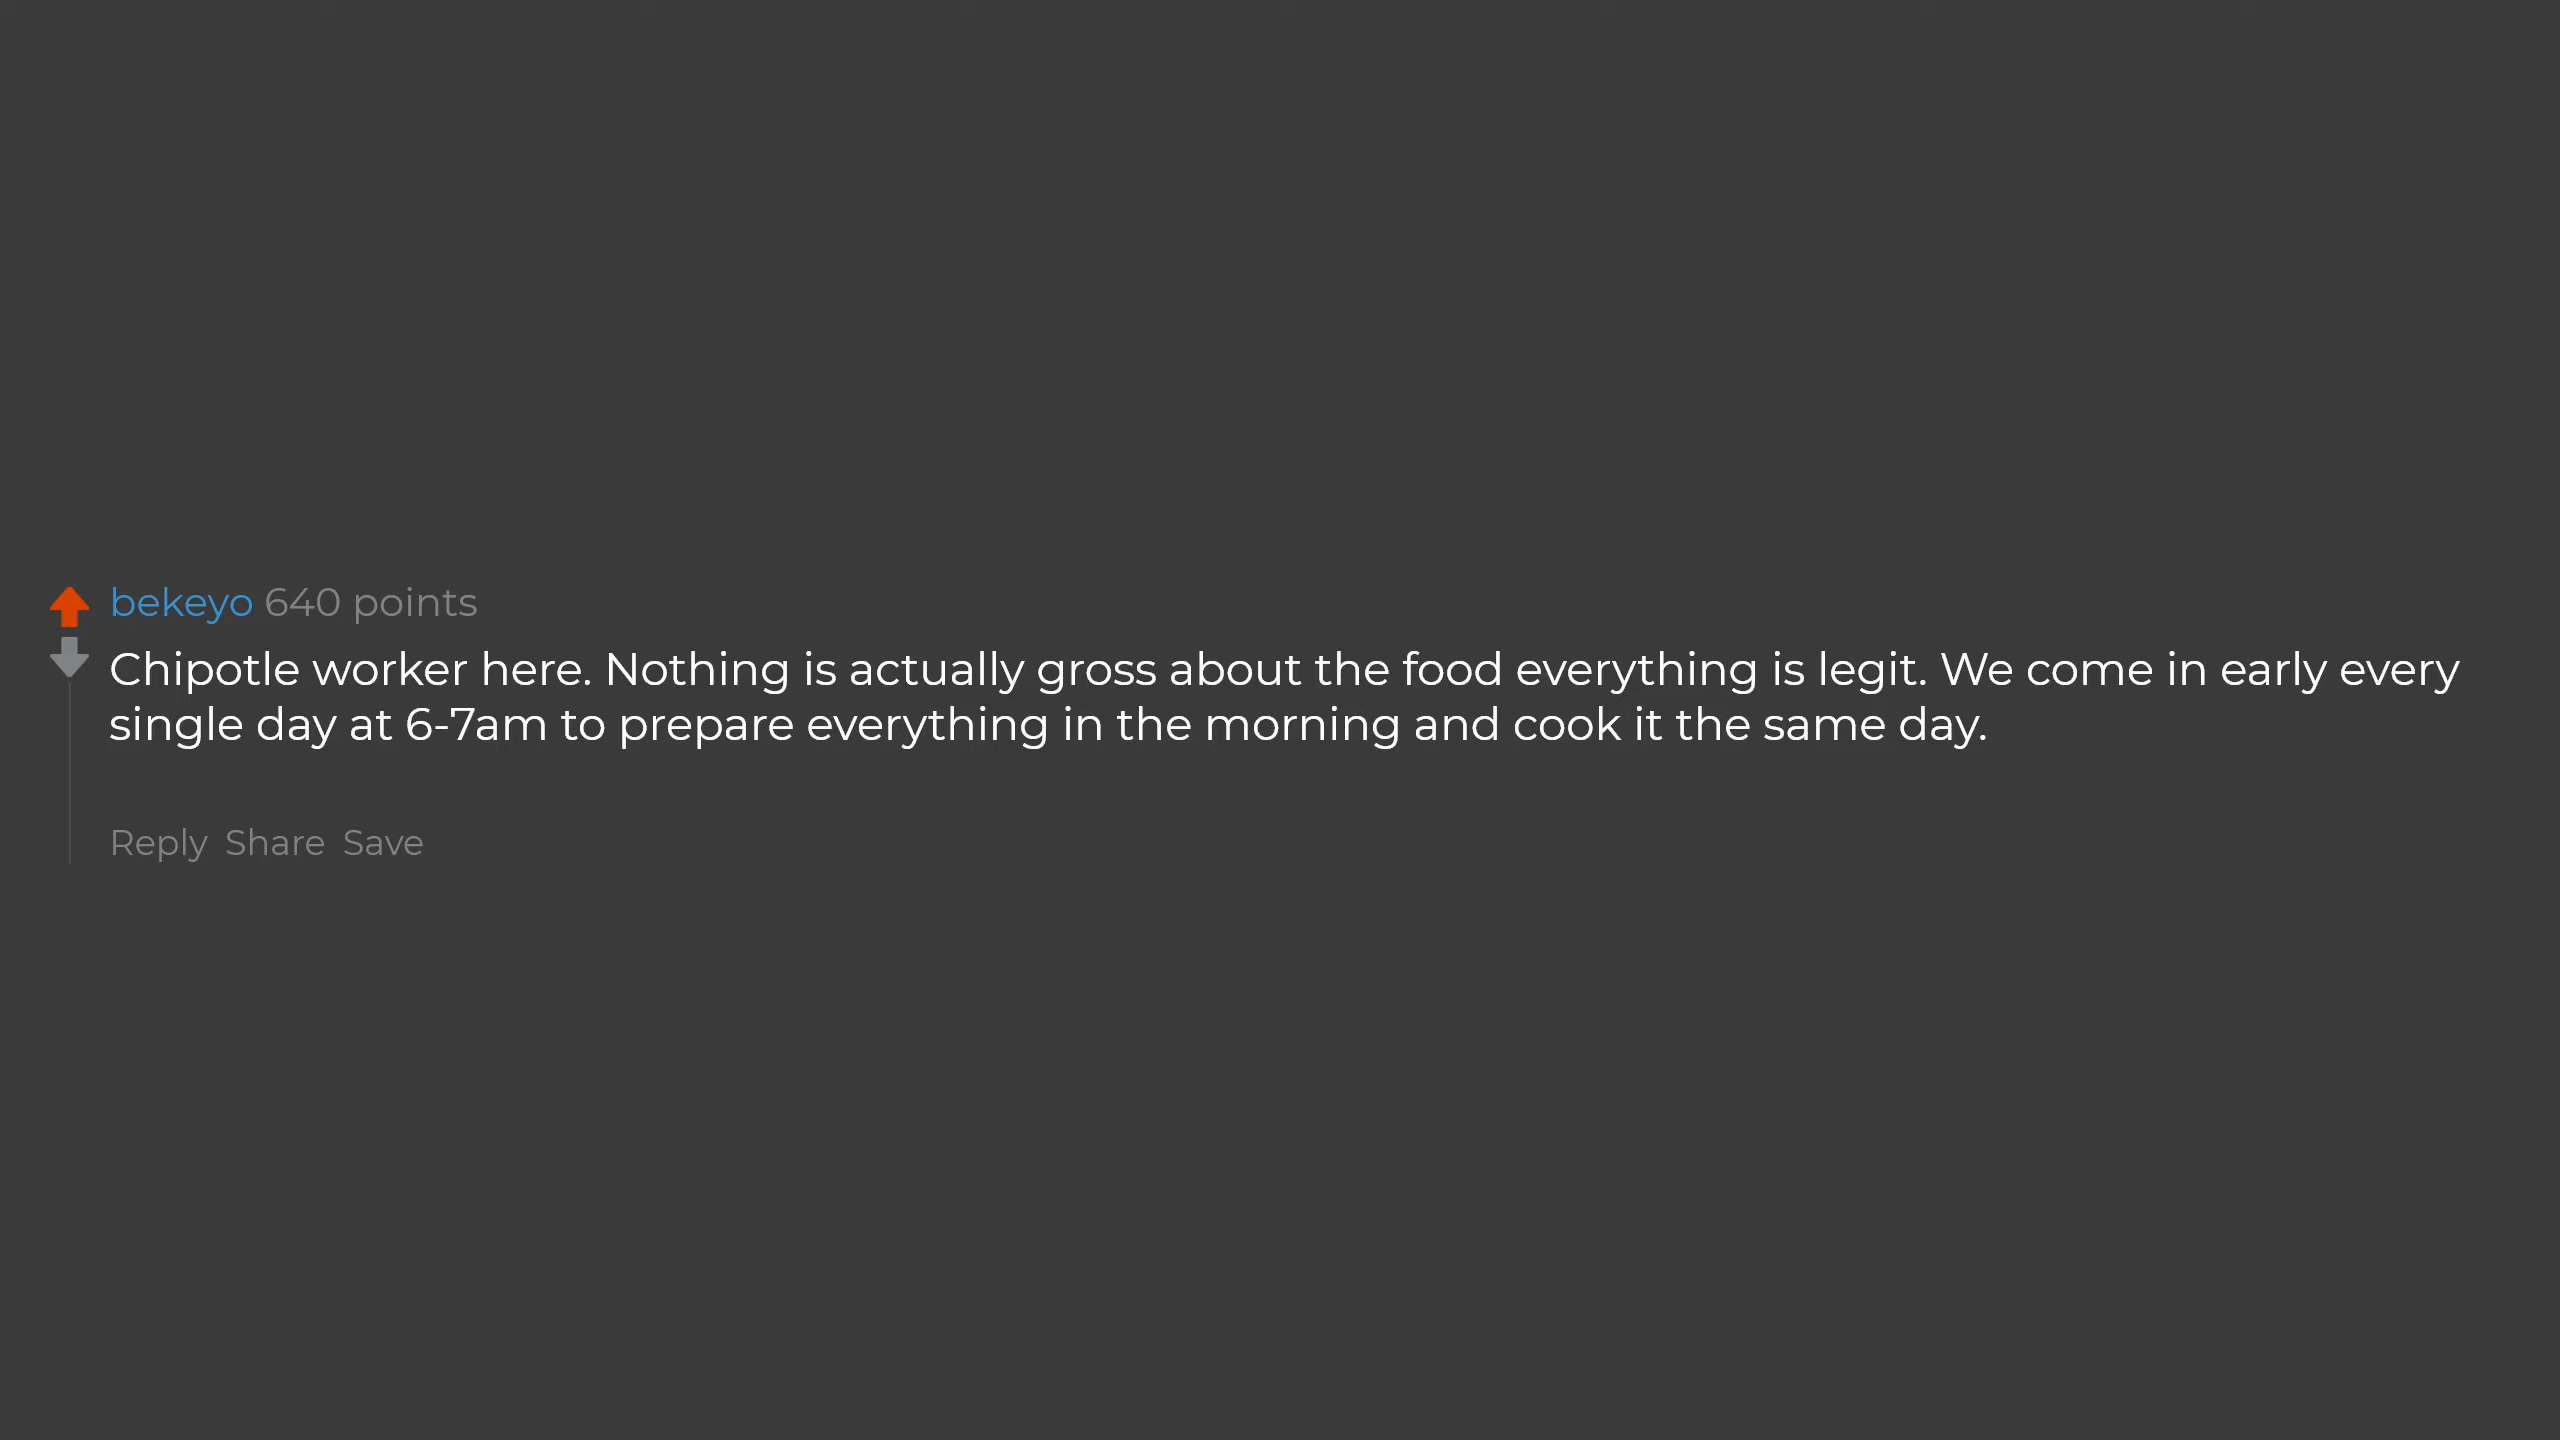 bekeyo 640 points
Chipotle worker here. Nothing is actually gross about the food everything is legit. We come in early every
single day at 6-7am to prepare everything in the morning and cook it the same day.
Reply Share Save